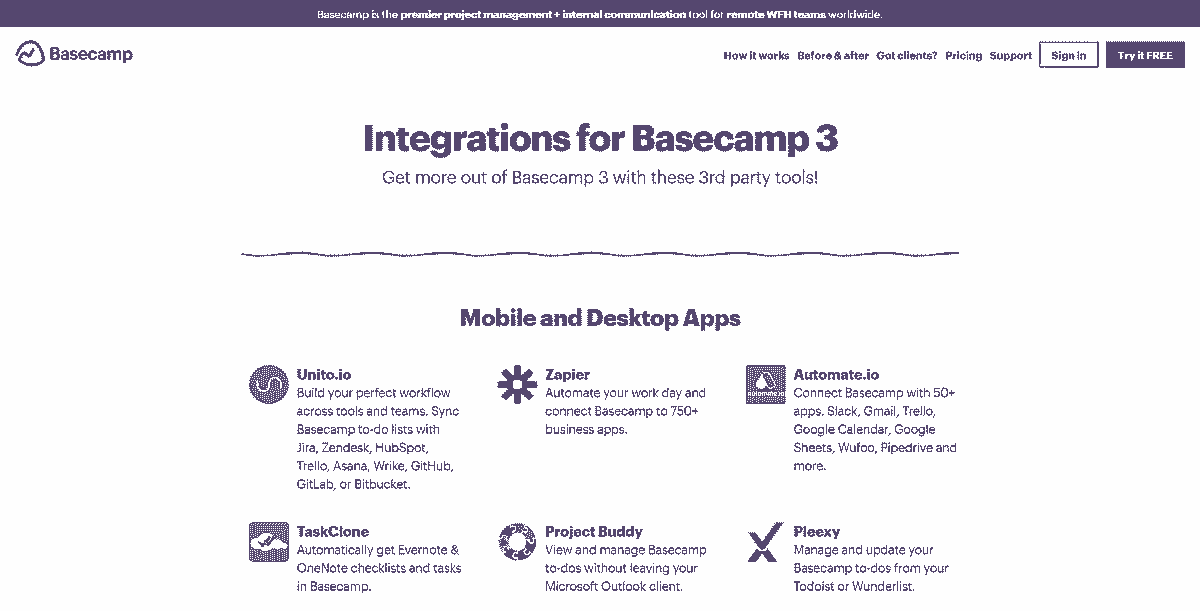 Basecamp is the premier project management + internal communication tool for remote WFH teams worldwide.
Basecamp
How it works Before & after Got clients? Pricing Support Sign in Try it FREE
Integrations for Basecamp 3
Get more out of Basecamp 3 with these 3rd party tools!
Mobile and Desktop Apps
Unito.io
Build your perfect workflow
across tools and teams. Sync
Basecamp to-do lists with
Jira, Zendesk, HubSpot,
Trello, Asana, Wrike, GitHub,
GitLab, or Bitbucket.
Zapier
Automate your work day and
connect Basecamp to 750+
business apps.
automate.io
Automate.io
Connect Basecamp with 50+
apps. Slack, Gmail, Trello,
Google Calendar, Google
Sheets, Wufoo, Pipedrive and
more.
TaskClone
Automatically get Evernote &
OneNote checklists and tasks
in Basecamp.
Project Buddy
View and manage Basecamp
to-dos without leaving your
Microsoft Outlook client.
Pleexy
Manage and update your
Basecamp to-dos from your
Todoist or Wunderlist.